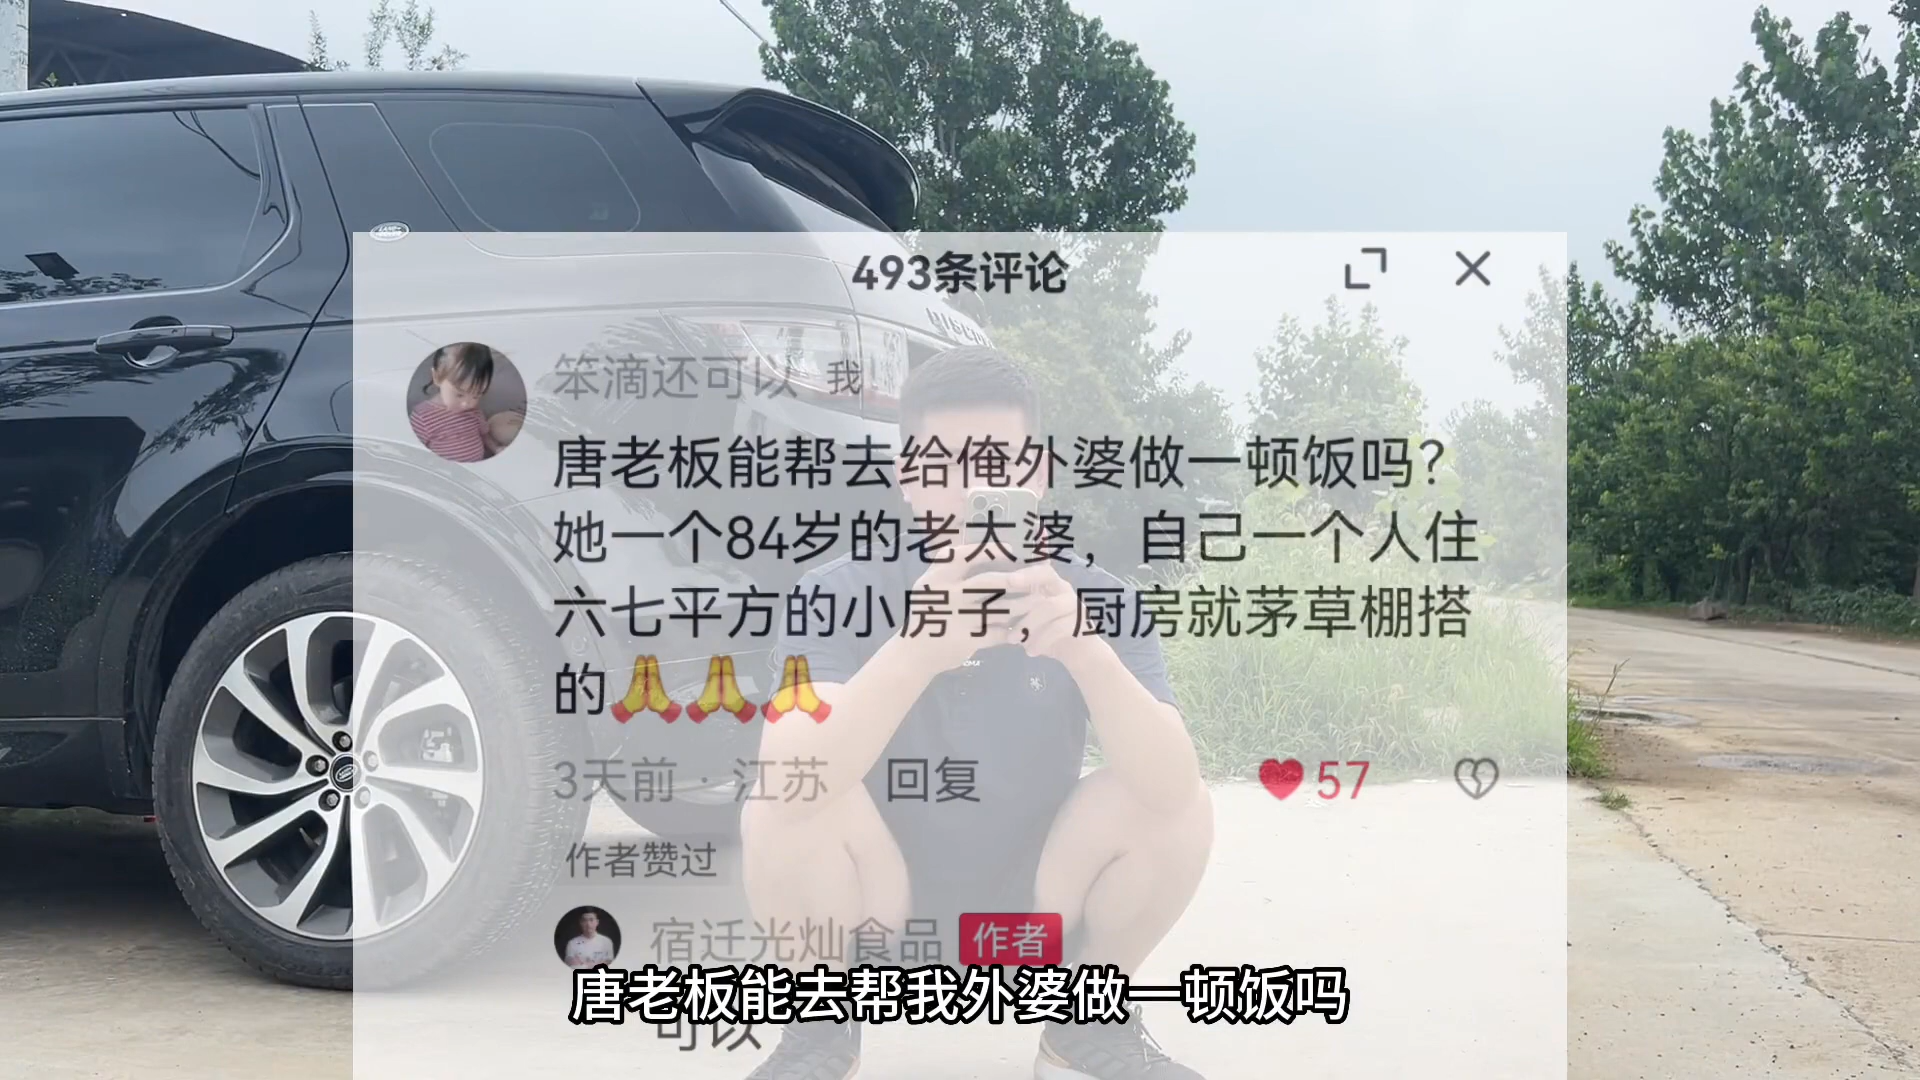 493条评论
笨滴还可以 我
唐老板能帮去给俺外婆做一顿饭吗?
她一个84岁的老太婆，自己一个人住
六七平方的小房子，厨房就茅草棚搭
的🙏🙏🙏
3天前 · 江苏 回复 57
作者赞过
宿迁光灿食品 作者
唐老板能去帮我外婆做一顿饭吗
可以